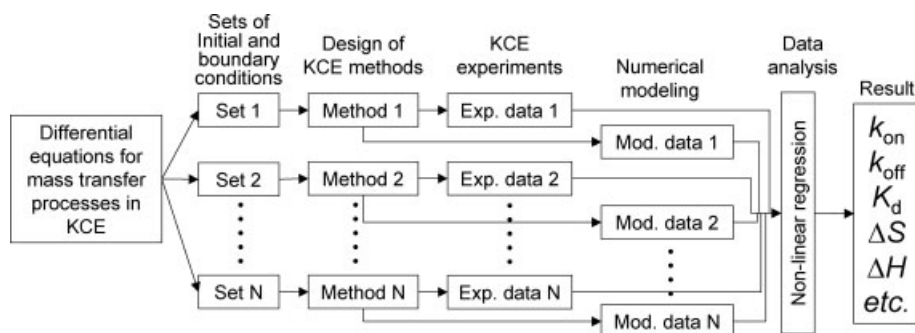 Sets of
Initial and
boundary
conditions
Design of
KCE methods
KCE
experiments
Numerical
modeling
Data
analysis
Result
Differential
equations for
mass transfer
processes in
KCE
Set 1
Method 1
Exp. data 1
Mod. data 1
Set 2
Method 2
Exp. data 2
Mod. data 2
Set N
Method N
Exp. data N
Mod. data N
Non-linear regression
kon
koff
Kd
ΔS
ΔH
etc.